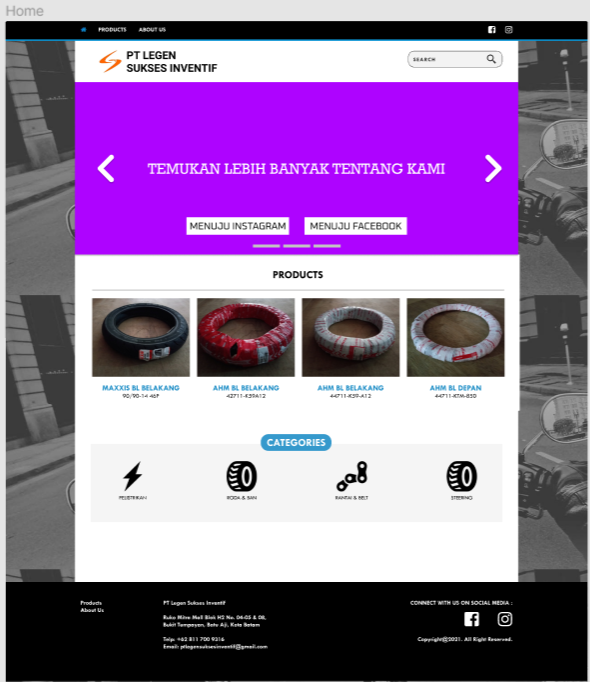 Home
PRODUCTS ABOUT US
PT LEGEN
SUKSES INVENTIF
SEARCH
TEMUKAN LEBIH BANYAK TENTANG KAMI
MENUJU INSTAGRAM MENUJU FACEBOOK
PRODUCTS
MAXXIS BL BELAKANG
90/90-14 46P
AHM BL BELAKANG
42711-K59A12
AHM BL BELAKANG
44711-K59-A12
AHM BL DEPAN
44711-K7M-85D
CATEGORIES
PELISTRIKAN
RODA & BAN
RANTAI & BELT
STEERING
Products
About Us
PT Legen Sukses Inventif
Ruko Mitra Mall Blok H2 No. 04-05 & 08,
Bukit Tempayan, Batu Aji, Kota Batam
Telp. +62 811 700 9316
Email: ptlegensuksesinventif@gmail.com
CONNECT WITH US ON SOCIAL MEDIA :
Copyright@2021. All Right Reserved.